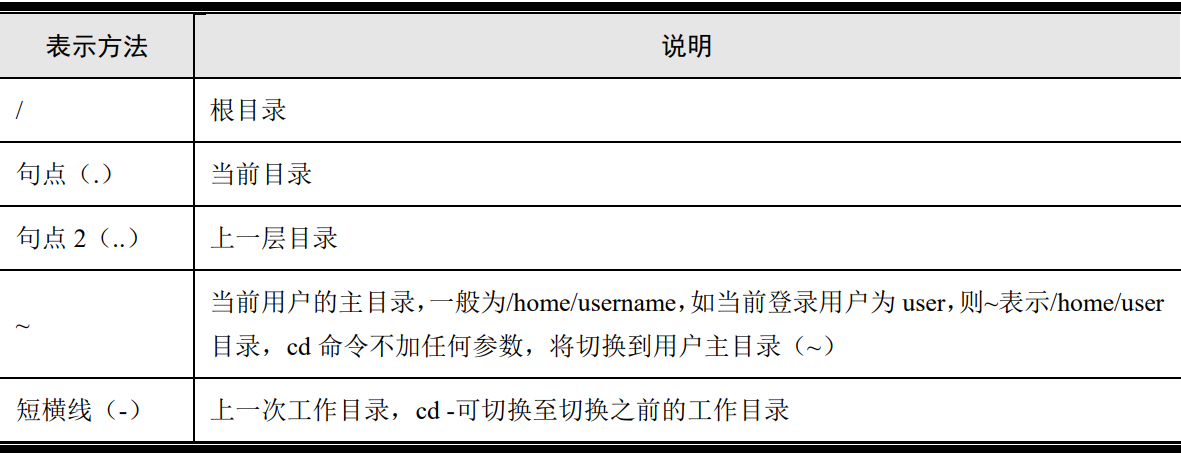 表示方法 说明
/ 根目录
句点（.） 当前目录
句点 2（..） 上一层目录
~ 当前用户的主目录，一般为/home/username，如当前登录用户为 user，则~表示/home/user
目录，cd 命令不加任何参数，将切换到用户主目录（~）
短横线（-） 上一次工作目录，cd -可切换至切换之前的工作目录